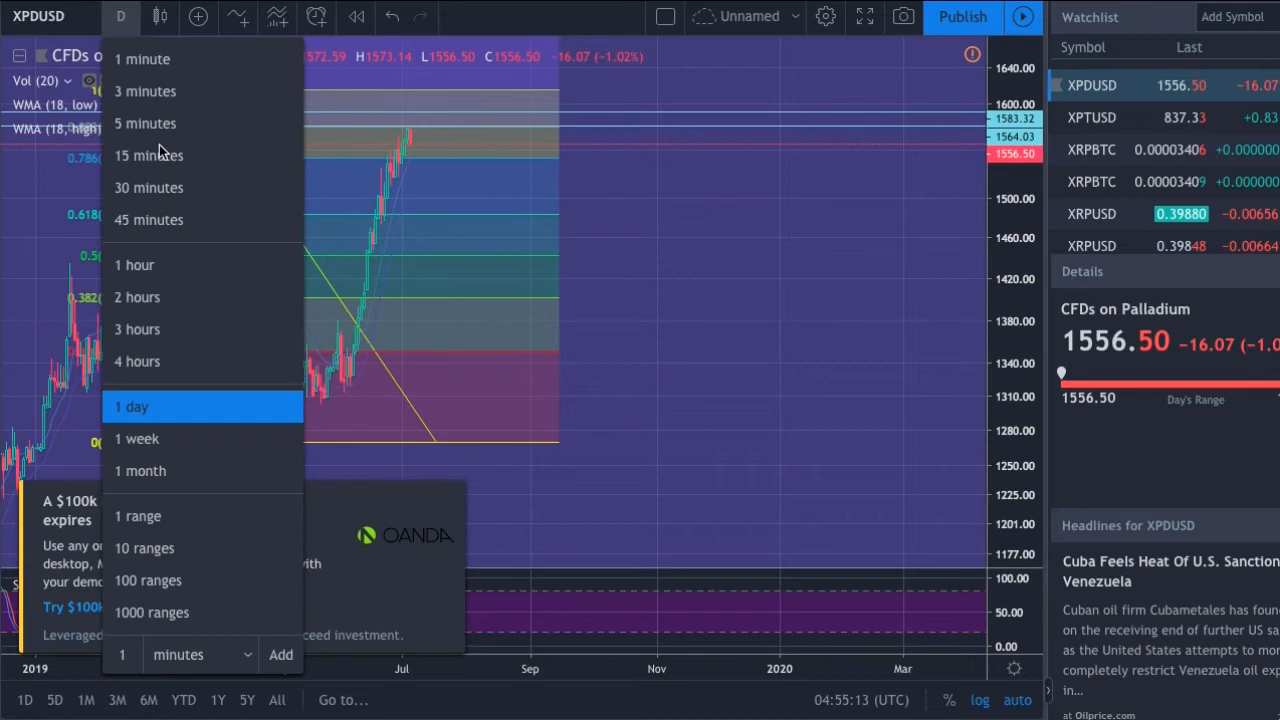 XPDUSD
D
Unnamed
Publish
Watchlist
Add Symbol
CFDs o
1572.59 H1573.14 L1556.50 C1556.50 -16.07 (-1.02%)
Vol (20)
WMA (18, low)
WMA (18, high)
1(
0.786(
0.618(
0.5(
0.382(
0(
1 minute
3 minutes
5 minutes
15 minutes
30 minutes
45 minutes
1 hour
2 hours
3 hours
4 hours
1 day
1 week
1 month
1 range
10 ranges
100 ranges
1000 ranges
1 minutes Add
1640.00
1600.00
1583.32
1564.03
1556.50
1500.00
1460.00
1420.00
1380.00
1340.00
1310.00
1280.00
1250.00
1225.00
1201.00
1177.00
100.00
50.00
0.00
A $100k
expires
Use any or
desktop, M
ith
your demo
Try $100k
Leveraged
ceed investment.
OANDA
2019 Jul Sep Nov 2020 Mar
1D 5D 1M 3M 6M YTD 1Y 5Y All Go to...
04:55:13 (UTC) % log auto
Symbol Last
XPDUSD 1556.50 -16.07
XPTUSD 837.33 +0.83
XRPBTC 0.00003406 +0.000000
XRPBTC 0.00003409 +0.000000
XRPUSD 0.39880 -0.00656
XRPUSD 0.39848 -0.00664
Details
CFDs on Palladium
1556.50 -16.07 (-1.0
1556.50 Day's Range
Headlines for XPDUSD
Cuba Feels Heat Of U.S. Sanction
Venezuela
Cuban oil firm Cubametales has foun
on the receiving end of further US sa
as the United States attempts to more
completely restrict Venezuela oil exp
in...
at Oilprice.com